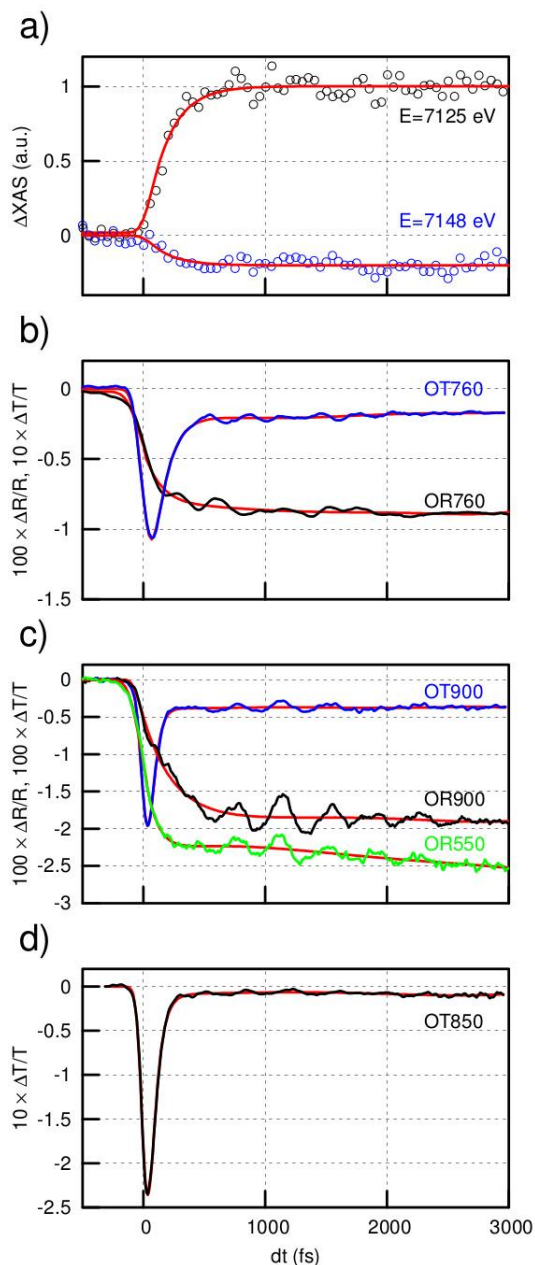 a)
1
0.5
0
ΔXAS (a.u.)
E=7125 eV
E=7148 eV
b)
0
-0.5
-1
-1.5
100 × ΔR/R, 10 × ΔT/T
OT760
OR760
c)
0
-0.5
-1
-1.5
-2
-2.5
-3
100 × ΔR/R, 100 × ΔT/T
OT900
OR900
OR550
d)
0
-0.5
-1
-1.5
-2
-2.5
10 × ΔT/T
OT850
0 1000 2000 3000
dt (fs)